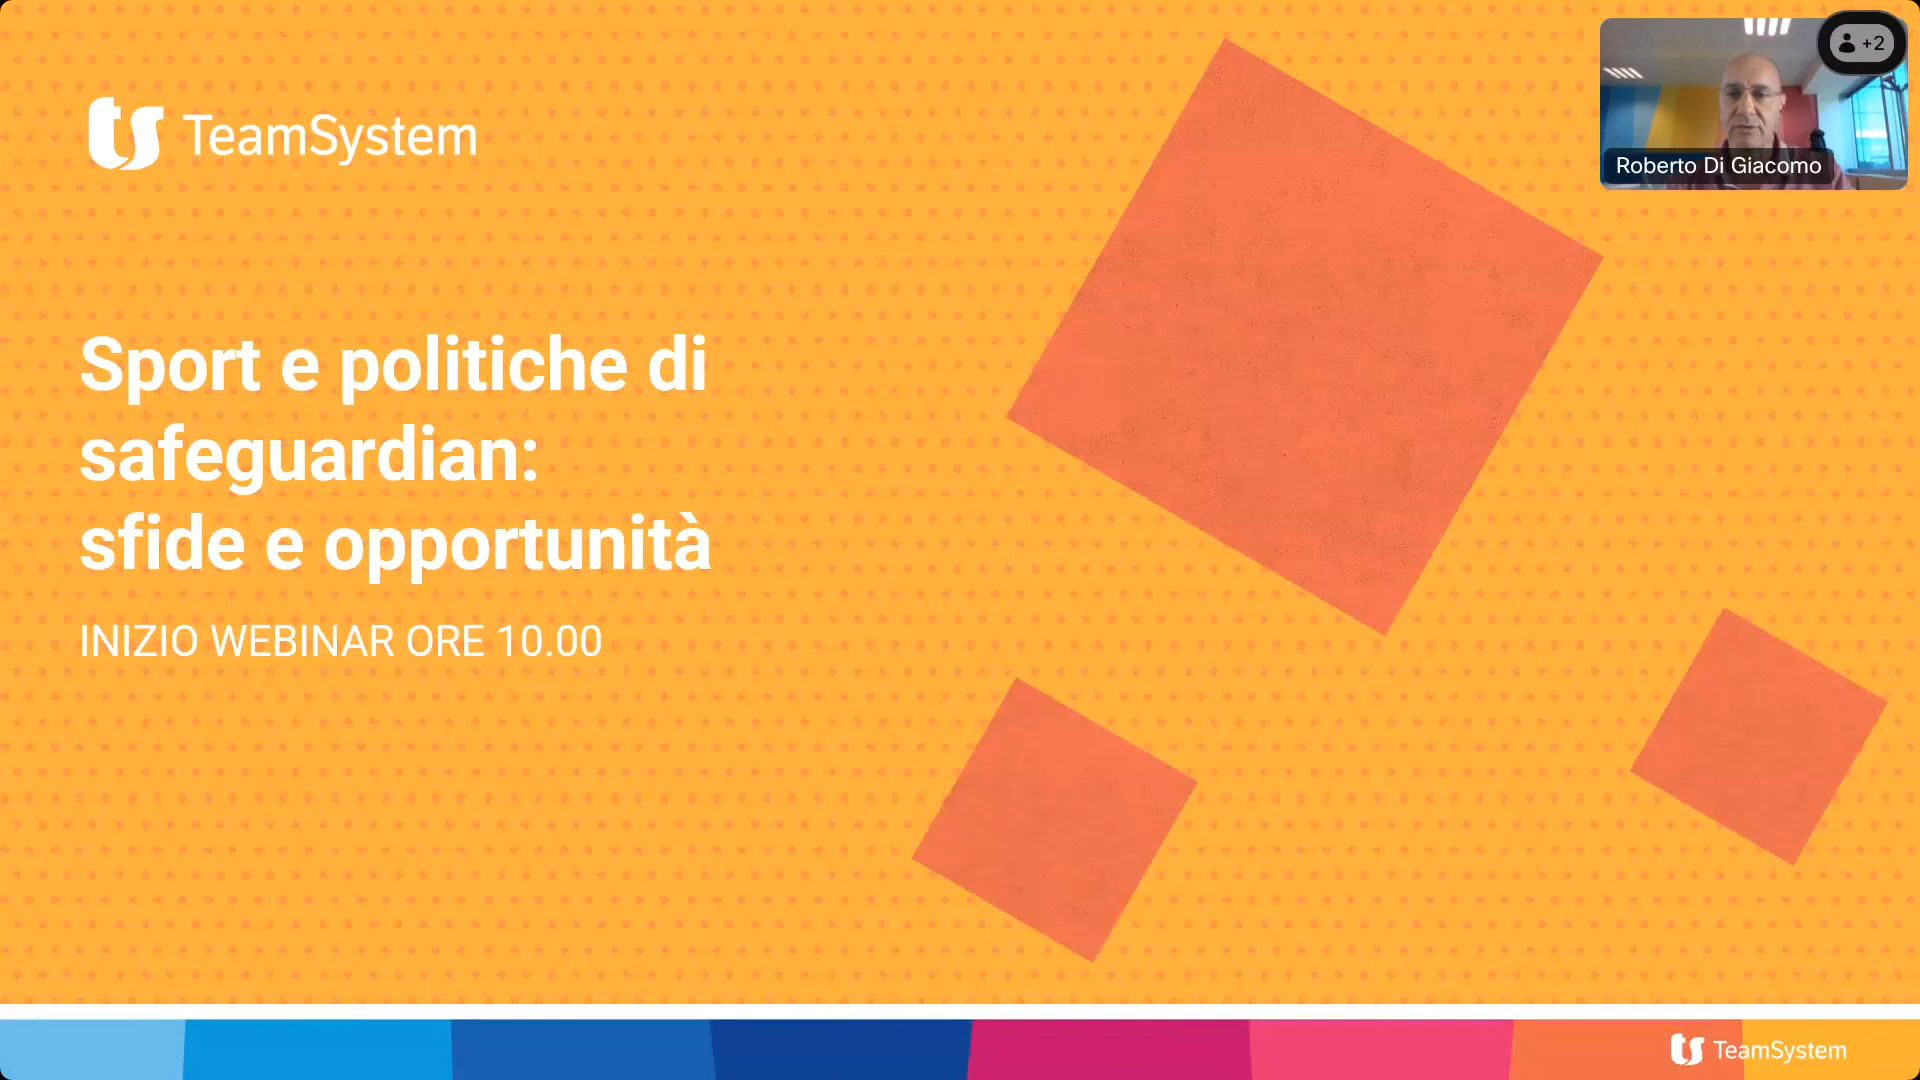 TeamSystem
+2
Roberto Di Giacomo
Sport e politiche di
safeguardian:
sfide e opportunità
INIZIO WEBINAR ORE 10.00
TeamSystem